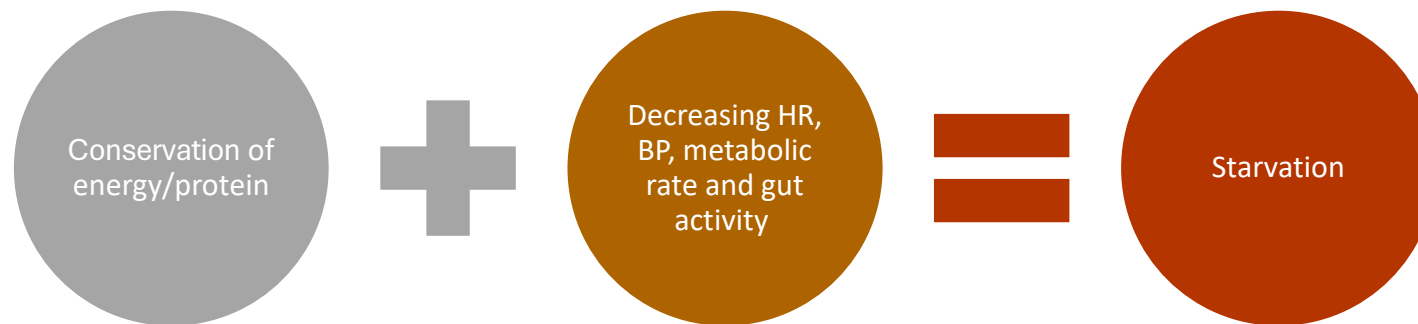 Conservation of
energy/protein
Decreasing HR,
BP, metabolic
rate and gut
activity
Starvation